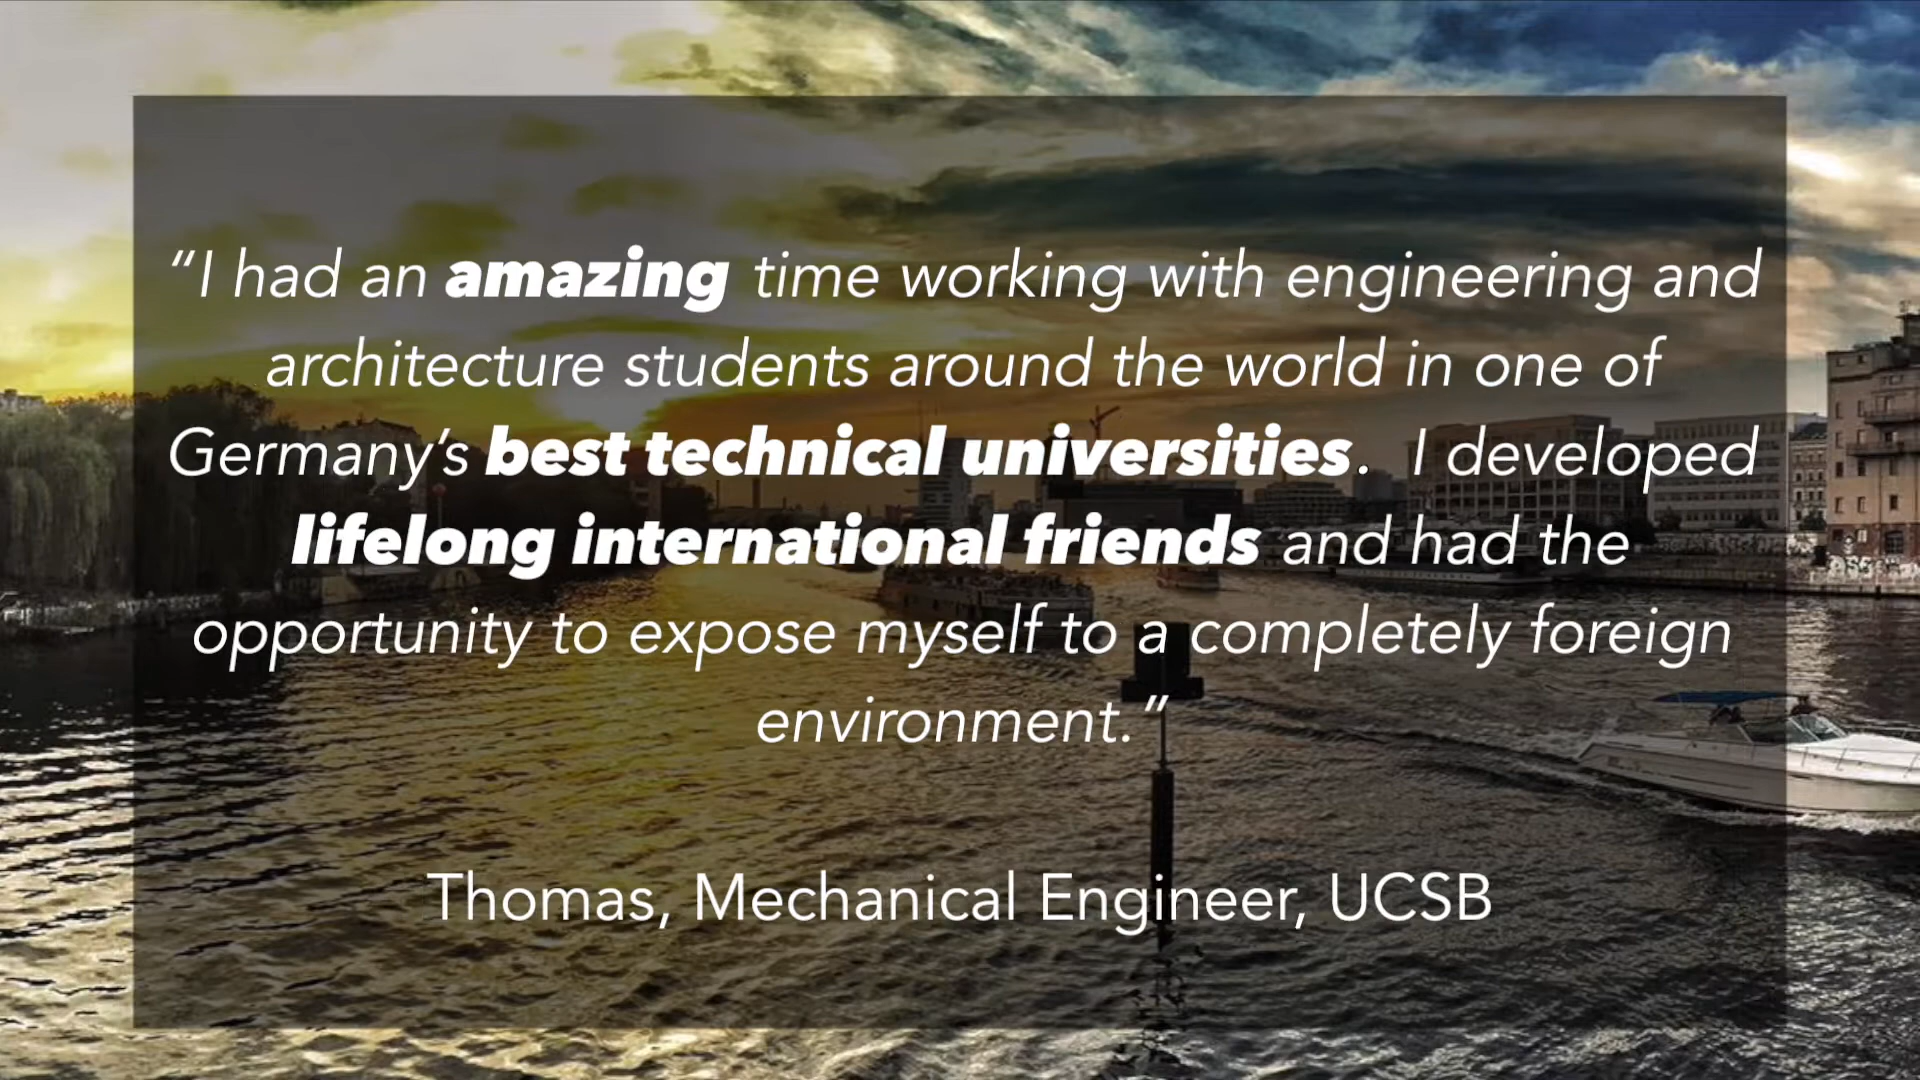 “I had an amazing time working with engineering and
architecture students around the world in one of
Germany‘s best technical universities.  I developed
lifelong international friends and had the
opportunity to expose myself to a completely foreign
environment.”
Thomas, Mechanical Engineer, UCSB